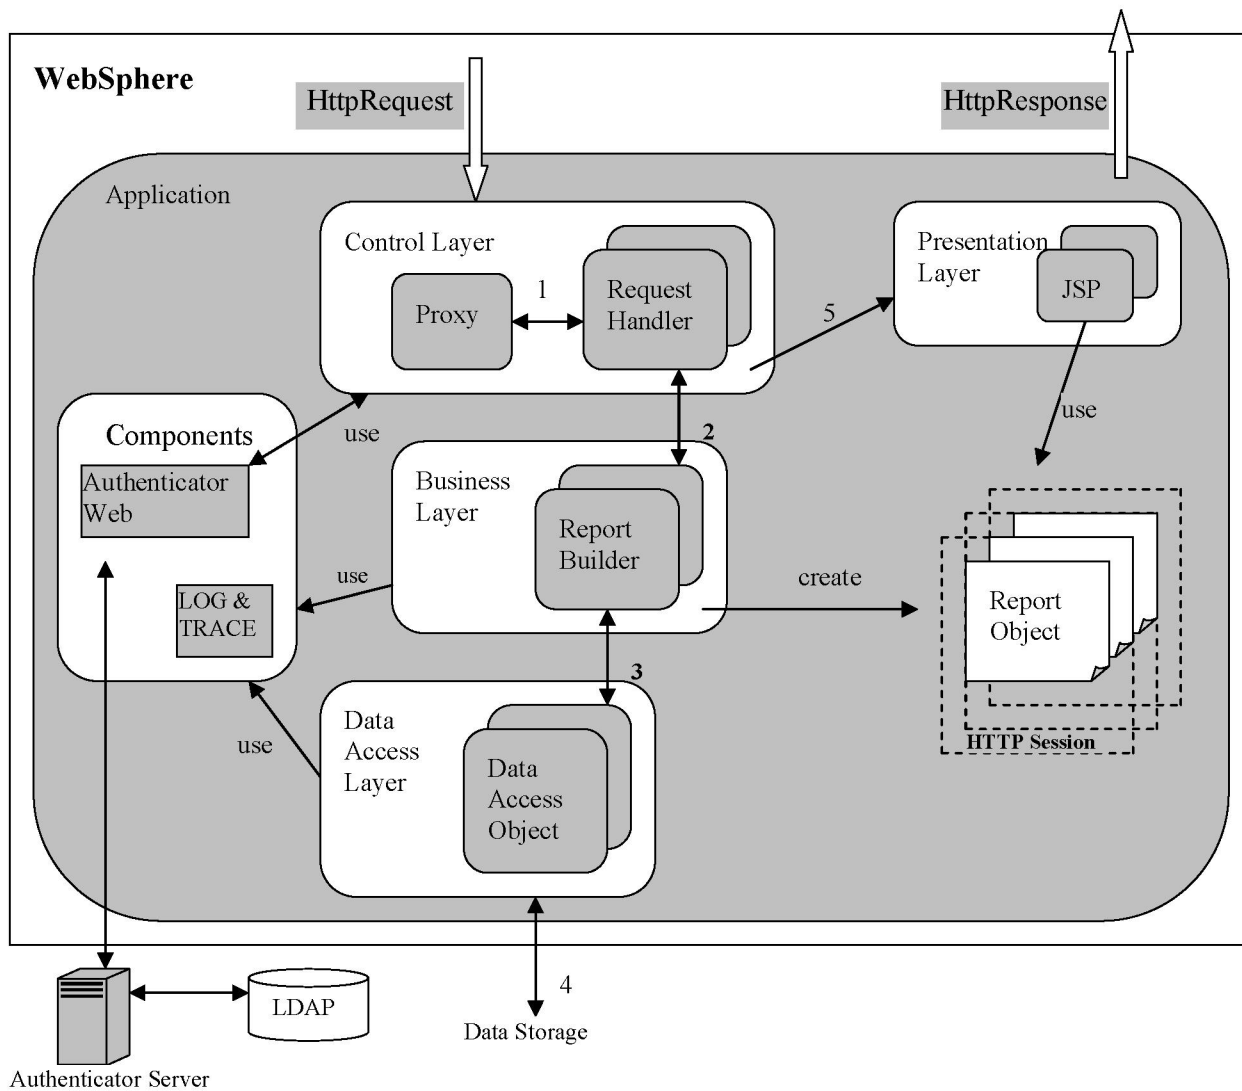 WebSphere
HttpRequest
HttpResponse
Application
Control Layer
Proxy
1
Request
Handler
5
Presentation
Layer
JSP
use
use
2
Components
Authenticator
Web
LOG &
TRACE
use
Business
Layer
Report
Builder
create
Report
Object
HTTP Session
3
use
Data
Access
Layer
Data
Access
Object
4
LDAP
Data Storage
Authenticator Server